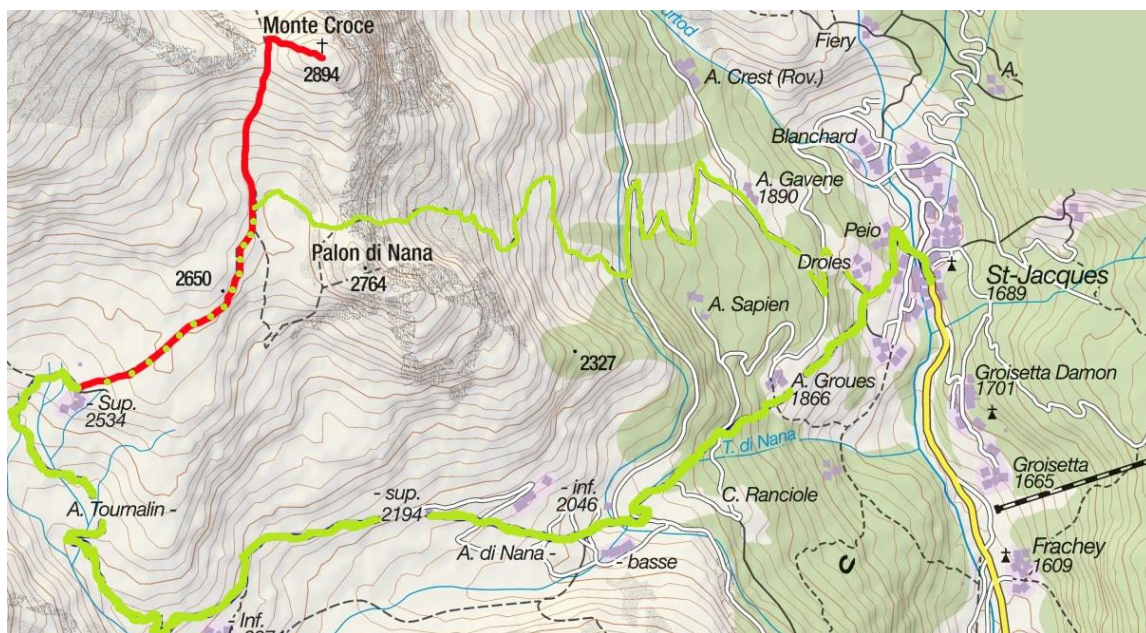 Monte Croce
2894
Fiery
A. Crest (Rov.)
A.
Blanchard
A. Gavene
1890
Peio
Palon di Nana
2764
2650
Droles
St-Jacques
1689
A. Sapien
2327
- Sup.
2534
A. Groues
1866
Groisetta Damon
1701
T. di Nana
Groisetta
1665
- sup.
2194
- inf.
2046
C. Ranciole
A. Tournalin -
A. di Nana -
- basse
Frachey
1609
- Inf.